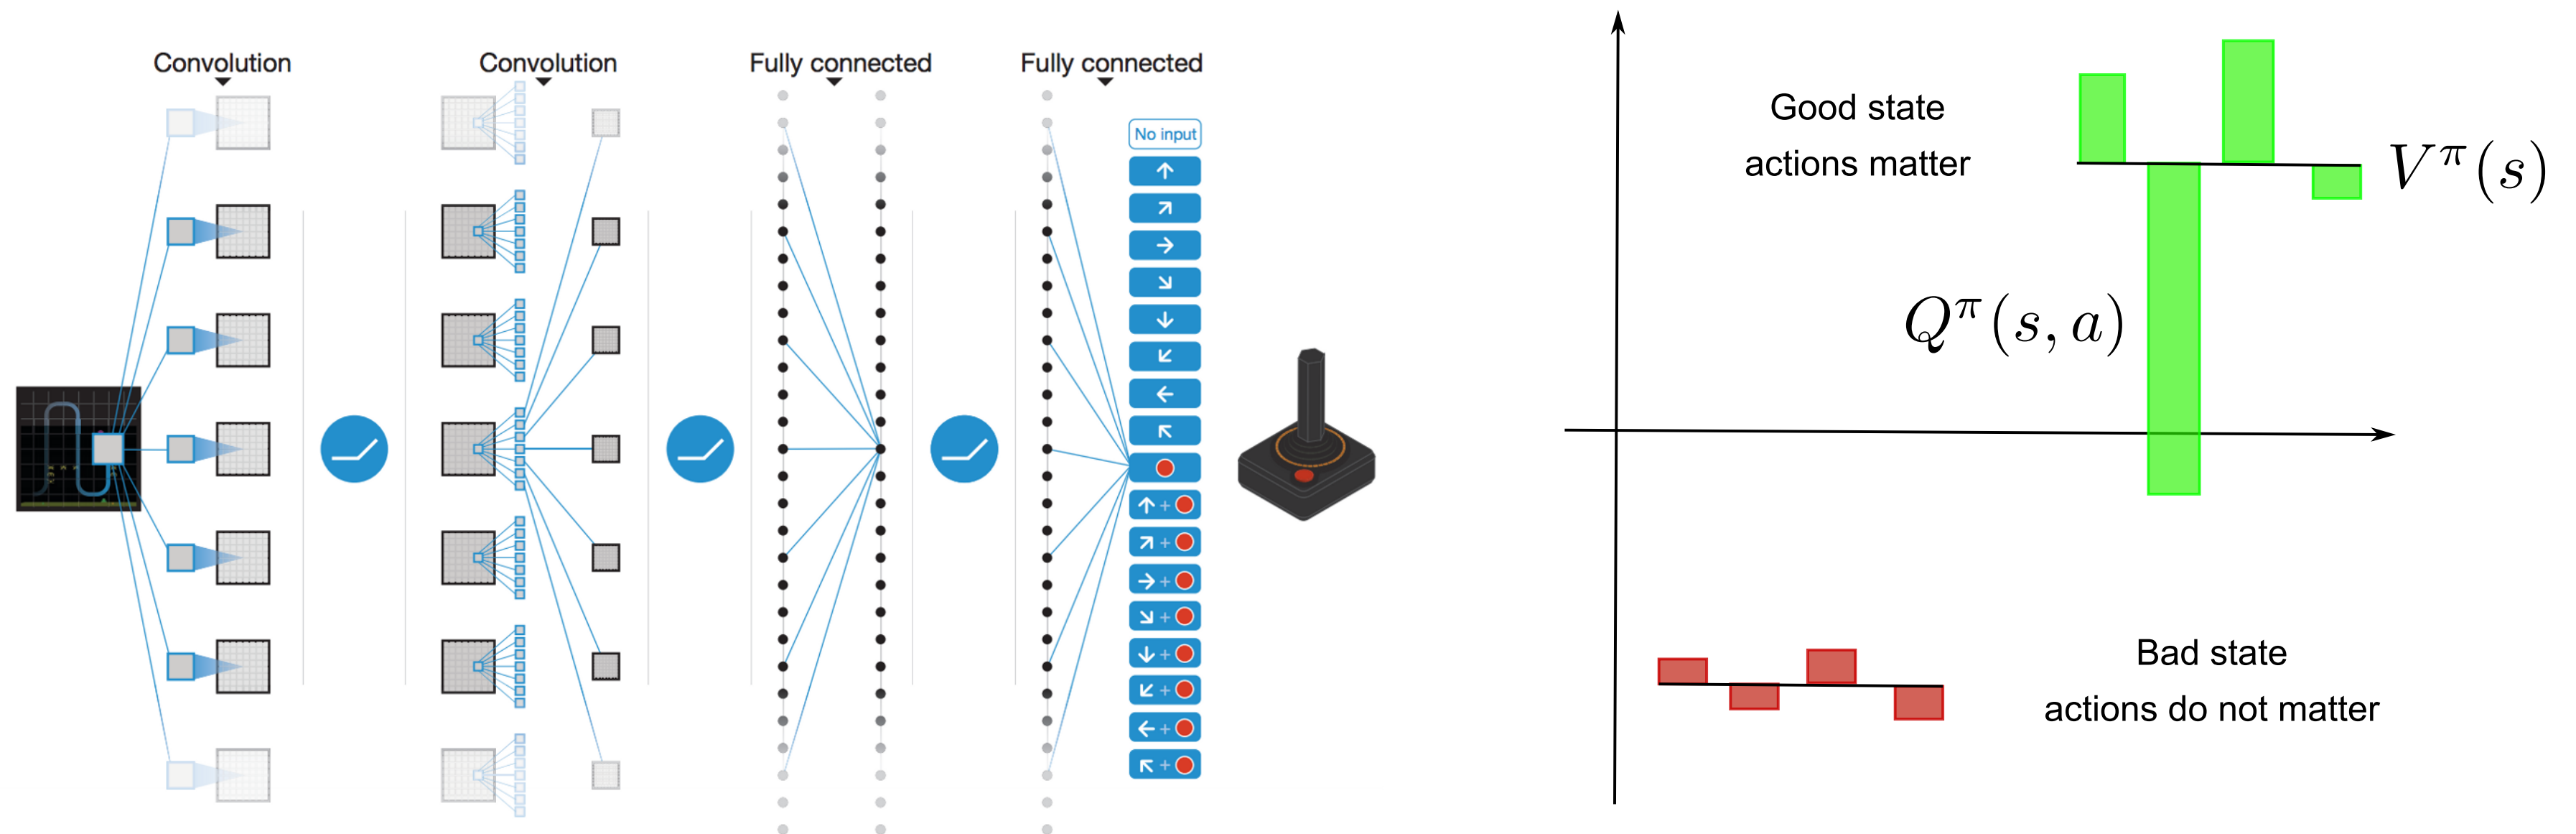 Convolution
Convolution
Fully connected
Fully connected
No input
↑
↗
→
↘
↓
↙
←
↖
↑ +
↗ +
→ +
↘ +
↓ +
↙ +
← +
↖ +
Good state
actions matter
V^π(s)
Q^π(s, a)
Bad state
actions do not matter